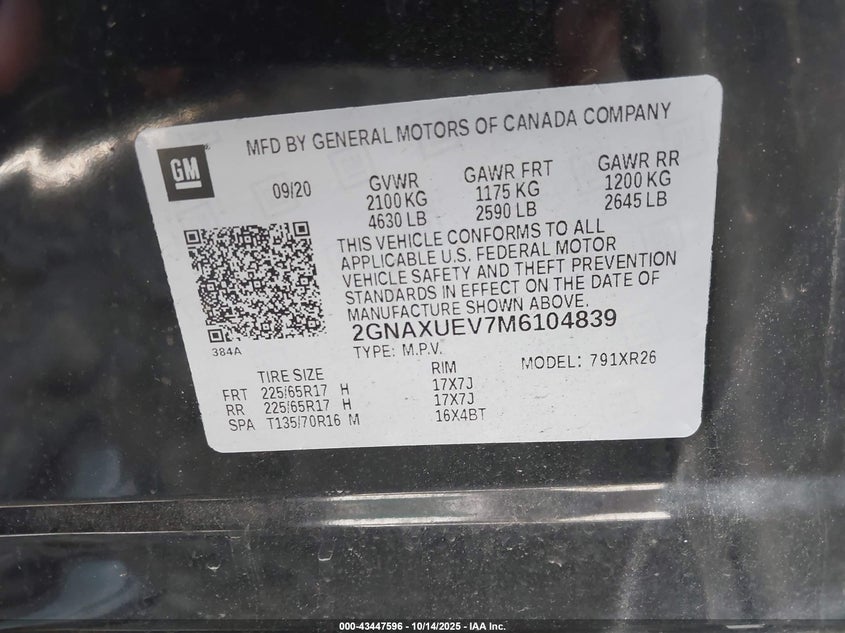 MFD BY GENERAL MOTORS OF CANADA COMPANY
GM
09/20
GVWR GAWR FRT GAWR RR
2100 KG 1175 KG 1200 KG
4630 LB 2590 LB 2645 LB
THIS VEHICLE CONFORMS TO ALL
APPLICABLE U.S. FEDERAL MOTOR
VEHICLE SAFETY AND THEFT PREVENTION
STANDARDS IN EFFECT ON THE DATE OF
MANUFACTURE SHOWN ABOVE.
2GNAXUEV7M6104839
384A
TYPE: M.P.V. MODEL: 791XR26
TIRE SIZE RIM
FRT 225/65R17 H 17X7J
RR 225/65R17 H 17X7J
SPA T135/70R16 M 16X4BT
000-43447596 - 10/14/2025 - IAA Inc.